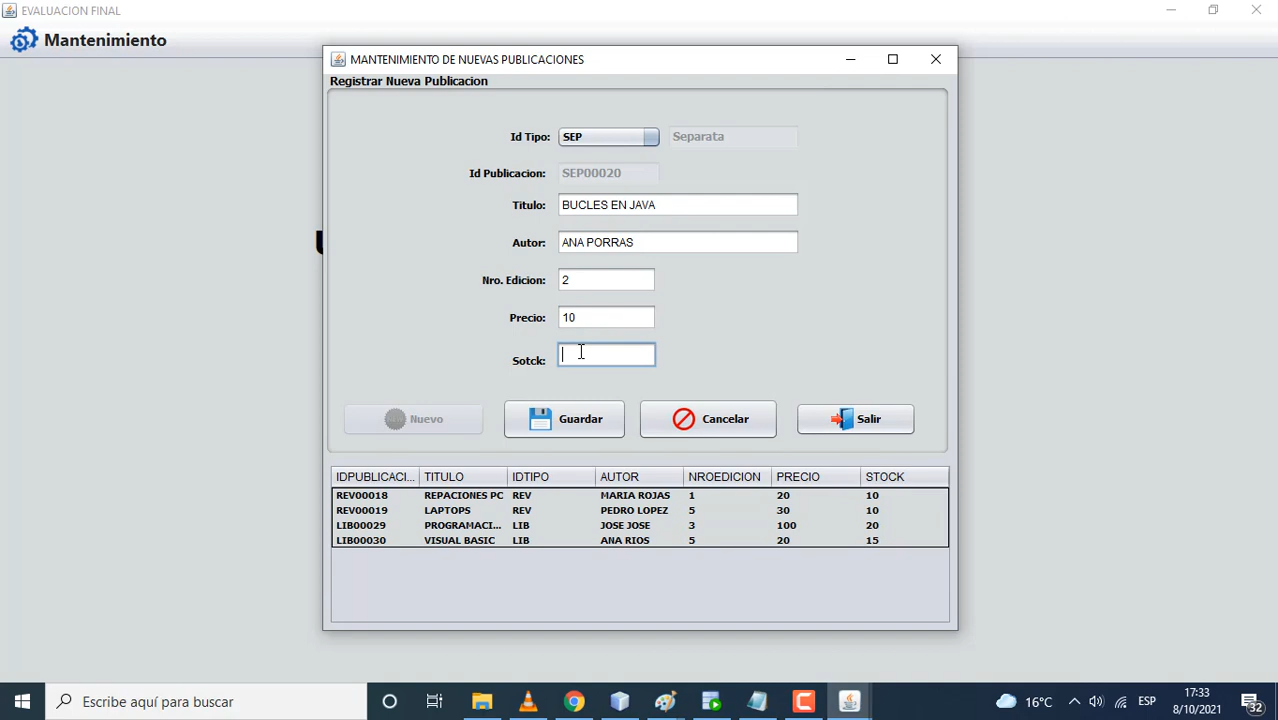 EVALUACION FINAL
Mantenimiento
MANTENIMIENTO DE NUEVAS PUBLICACIONES
Registrar Nueva Publicacion
Id Tipo: SEP Separata
Id Publicacion: SEP00020
Titulo: BUCLES EN JAVA
Autor: ANA PORRAS
Nro. Edicion: 2
Precio: 10
Sotck:
Nuevo Guardar Cancelar Salir
IDPUBLICACI... TITULO IDTIPO AUTOR NROEDICION PRECIO STOCK
REV00018 REPACIONES PC REV MARIA ROJAS 1 20 10
REV00019 LAPTOPS REV PEDRO LOPEZ 5 30 10
LIB00029 PROGRAMACI... LIB JOSE JOSE 3 100 20
LIB00030 VISUAL BASIC LIB ANA RIOS 5 20 15
Escribe aquí para buscar
16°C ESP 17:33
8/10/2021 32